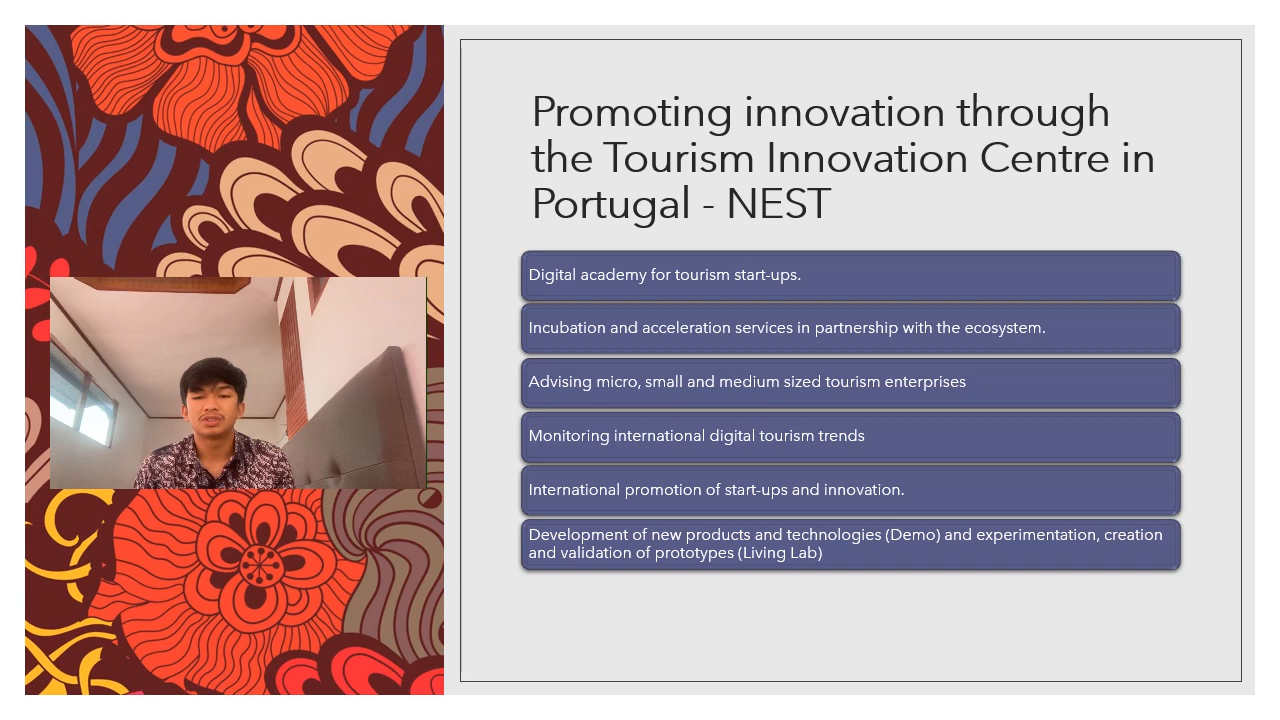 Promoting innovation through
the Tourism Innovation Centre in
Portugal - NEST
Digital academy for tourism start-ups.
Incubation and acceleration services in partnership with the ecosystem.
Advising micro, small and medium sized tourism enterprises
Monitoring international digital tourism trends
International promotion of start-ups and innovation.
Development of new products and technologies (Demo) and experimentation, creation
and validation of prototypes (Living Lab)